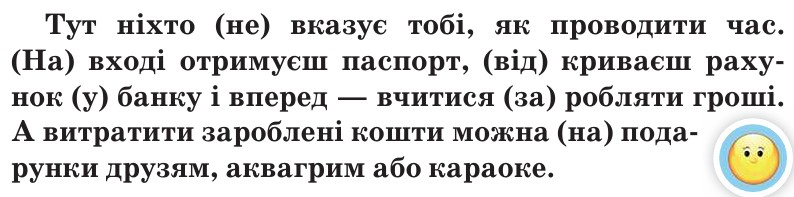 Тут ніхто (не) вказує тобі, як проводити час.
(На) вході отримуєш паспорт, (від) криваєш раху-
нок (у) банку і вперед — вчитися (за) робляти гроші.
А витратити зароблені кошти можна (на) пода-
рунки друзям, аквагрим або караоке.